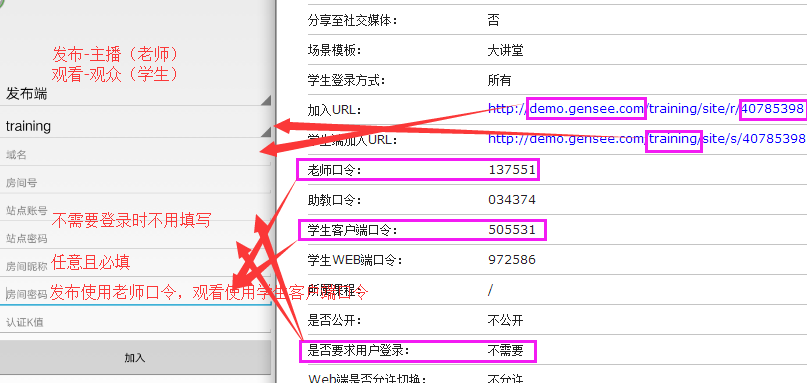 发布-主播（老师）
观看-观众（学生）
发布端
training
域名
房间号
站点账号
不需要登录时不用填写
站点密码
房间昵称
任意且必填
房间密码
发布使用老师口令，观看使用学生客户端口令
认证K值
加入
分享至社交媒体： 否
场景模板： 大讲堂
学生登录方式： 所有
加入URL： http://demo.gensee.com/training/site/r/40785398
学生端加入URL： http://demo.gensee.com/training/site/s/40785398
老师口令： 137551
助教口令： 034374
学生客户端口令： 505531
学生WEB端口令： 972586
所属课程： /
是否公开： 不公开
是否要求用户登录： 不需要
Web端是否允许切换： 不允许